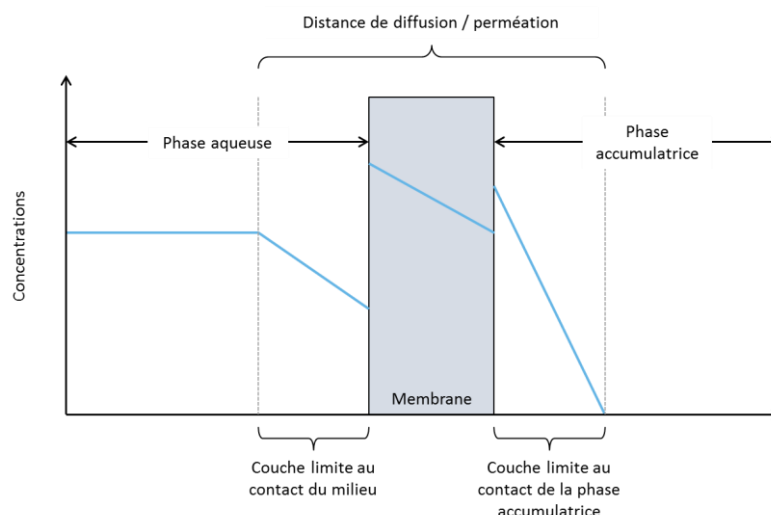 Distance de diffusion / perméation
Phase aqueuse
Phase
accumulatrice
Concentrations
Membrane
Couche limite au
contact du milieu
Couche limite au
contact de la phase
accumulatrice